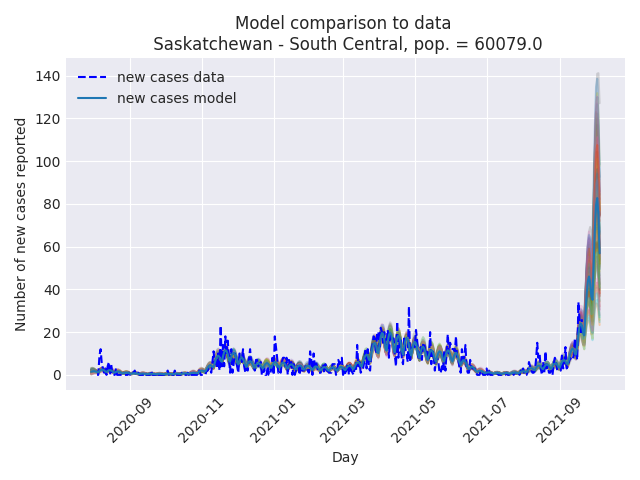 Model comparison to data
Saskatchewan - South Central, pop. = 60079.0
new cases data
new cases model
Number of new cases reported
140
120
100
80
60
40
20
0
2020-09
2020-11
2021-01
2021-03
2021-05
2021-07
2021-09
Day